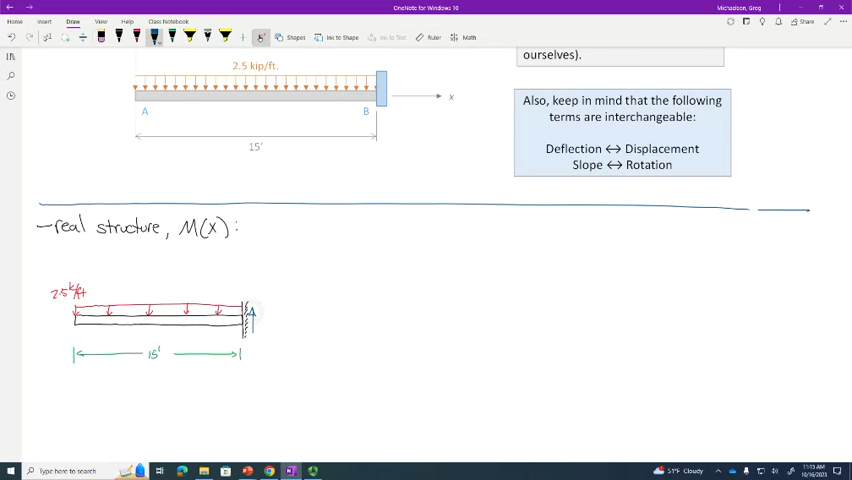 OneNote for Windows 10
Michaelson, Greg
Home Insert Draw View Help Class Notebook
Share
Shapes Ink to Shape Ink to Text Ruler Math
ourselves).
2.5 kip/ft.
x
A B
15'
Also, keep in mind that the following
terms are interchangeable:
Deflection ↔ Displacement
Slope ↔ Rotation
-real structure, M(x):
2.5 k/ft
15'
Type here to search
51°F Cloudy
11:15 AM
10/16/2023